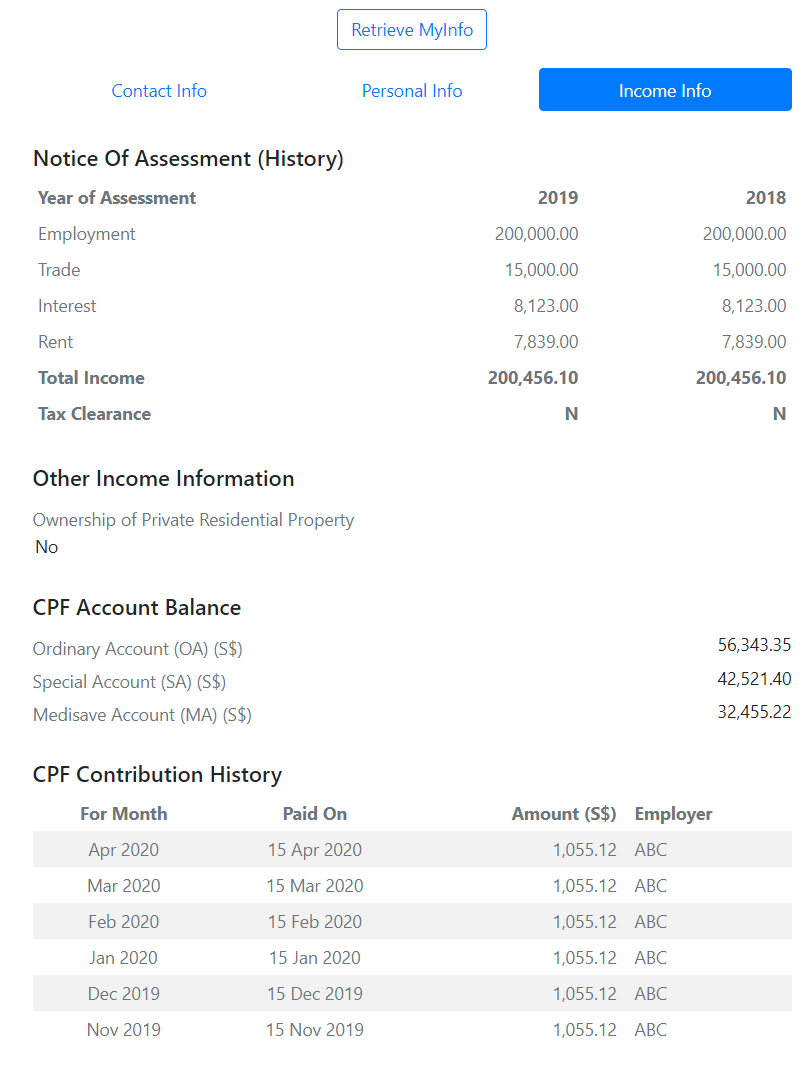 Retrieve MyInfo
Contact Info Personal Info Income Info
Notice Of Assessment (History)
Year of Assessment 2019 2018
Employment 200,000.00 200,000.00
Trade 15,000.00 15,000.00
Interest 8,123.00 8,123.00
Rent 7,839.00 7,839.00
Total Income 200,456.10 200,456.10
Tax Clearance N N
Other Income Information
Ownership of Private Residential Property
No
CPF Account Balance
Ordinary Account (OA) (S$) 56,343.35
Special Account (SA) (S$) 42,521.40
Medisave Account (MA) (S$) 32,455.22
CPF Contribution History
For Month Paid On Amount (S$) Employer
Apr 2020 15 Apr 2020 1,055.12 ABC
Mar 2020 15 Mar 2020 1,055.12 ABC
Feb 2020 15 Feb 2020 1,055.12 ABC
Jan 2020 15 Jan 2020 1,055.12 ABC
Dec 2019 15 Dec 2019 1,055.12 ABC
Nov 2019 15 Nov 2019 1,055.12 ABC